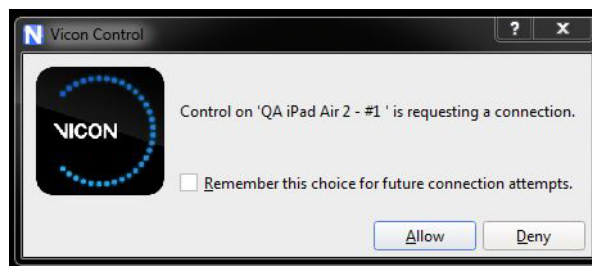 N Vicon Control
? x
VICON
Control on 'QA iPad Air 2 - #1 ' is requesting a connection.
Remember this choice for future connection attempts.
Allow
Deny